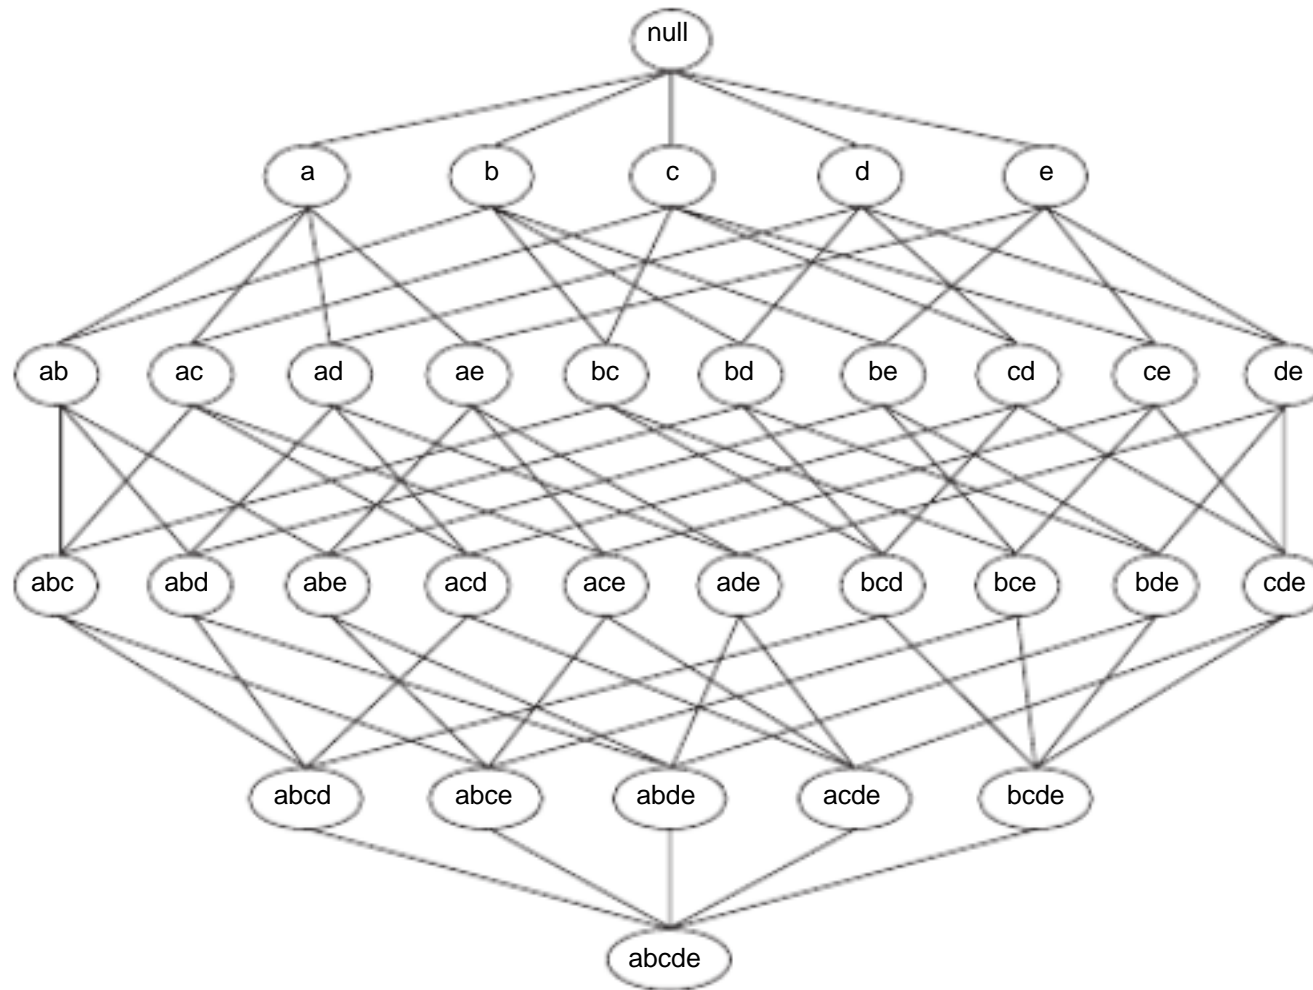 null
a b c d e
ab ac ad ae bc bd be cd ce de
abc abd abe acd ace ade bcd bce bde cde
abcd abce abde acde bcde
abcde